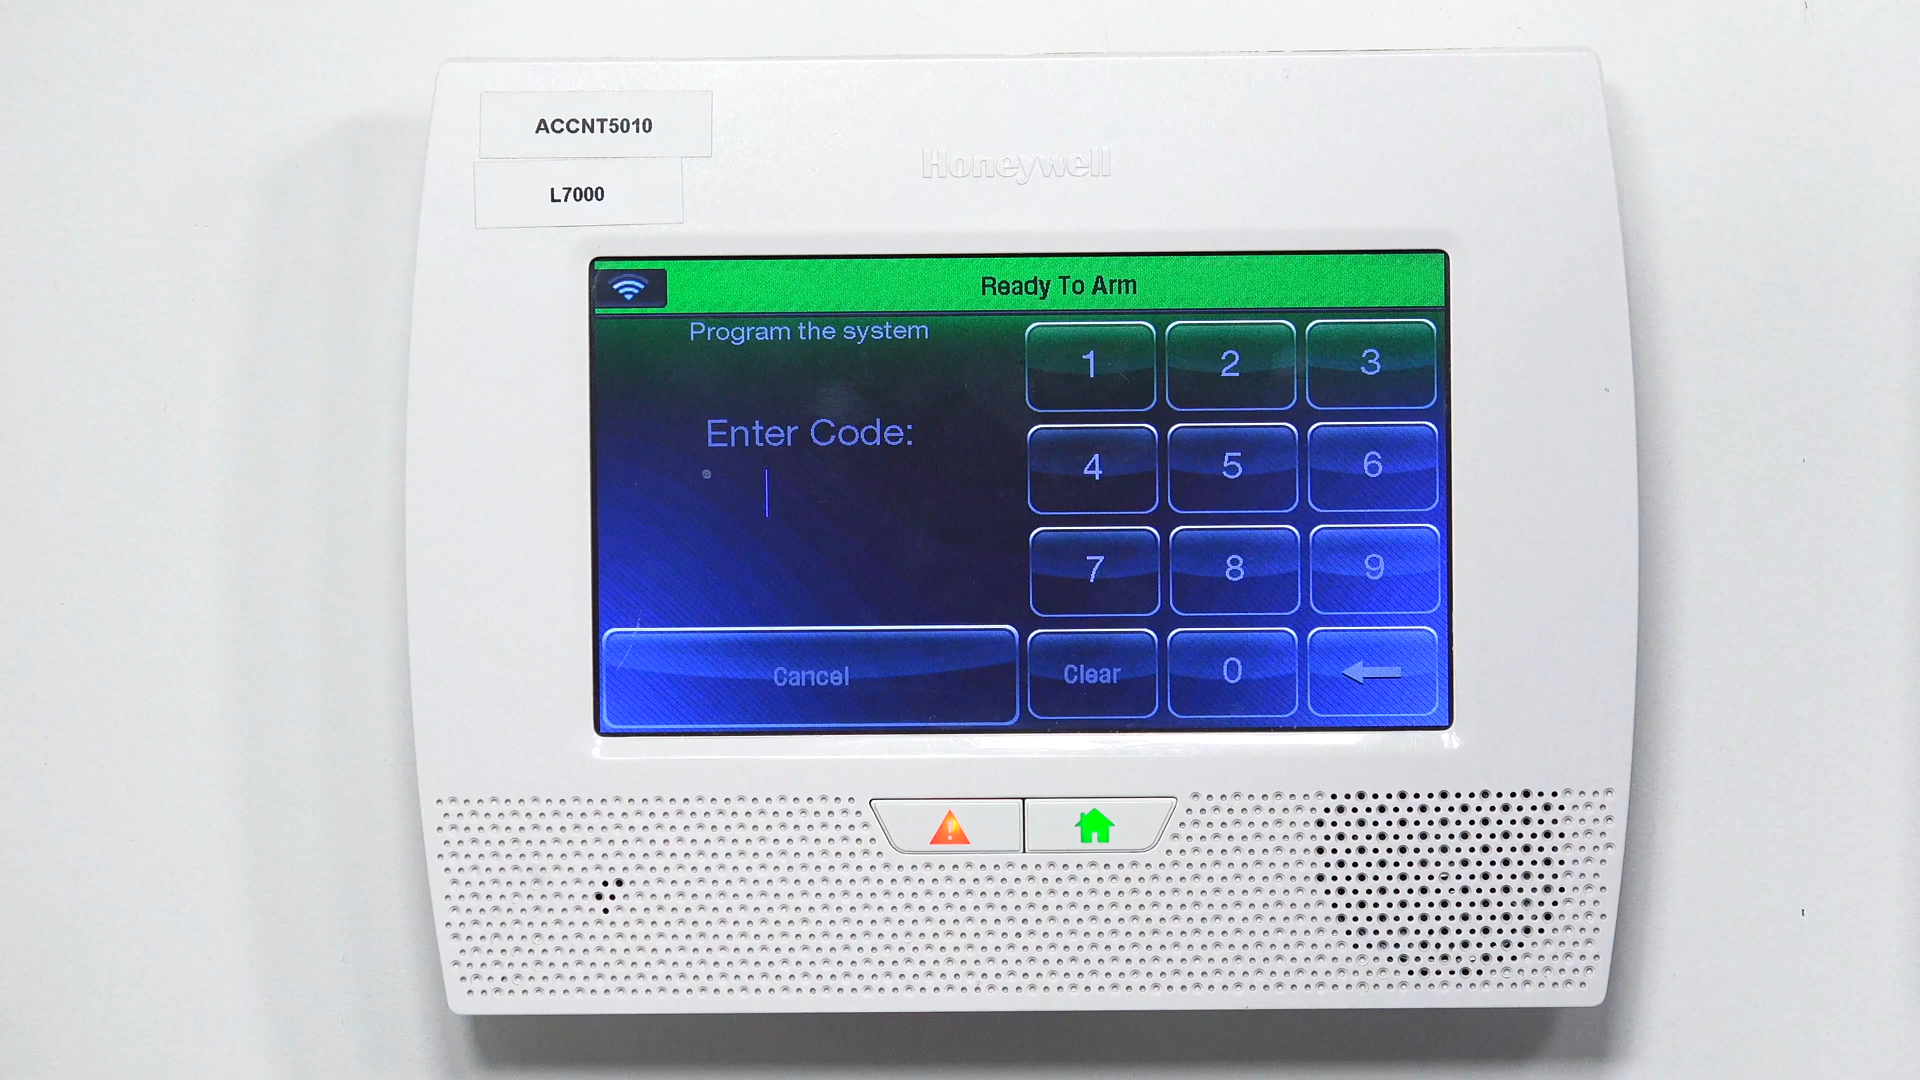 ACCNT5010
L7000
Honeywell
Ready To Arm
Program the system
Enter Code:
1 2 3
4 5 6
7 8 9
Cancel Clear 0